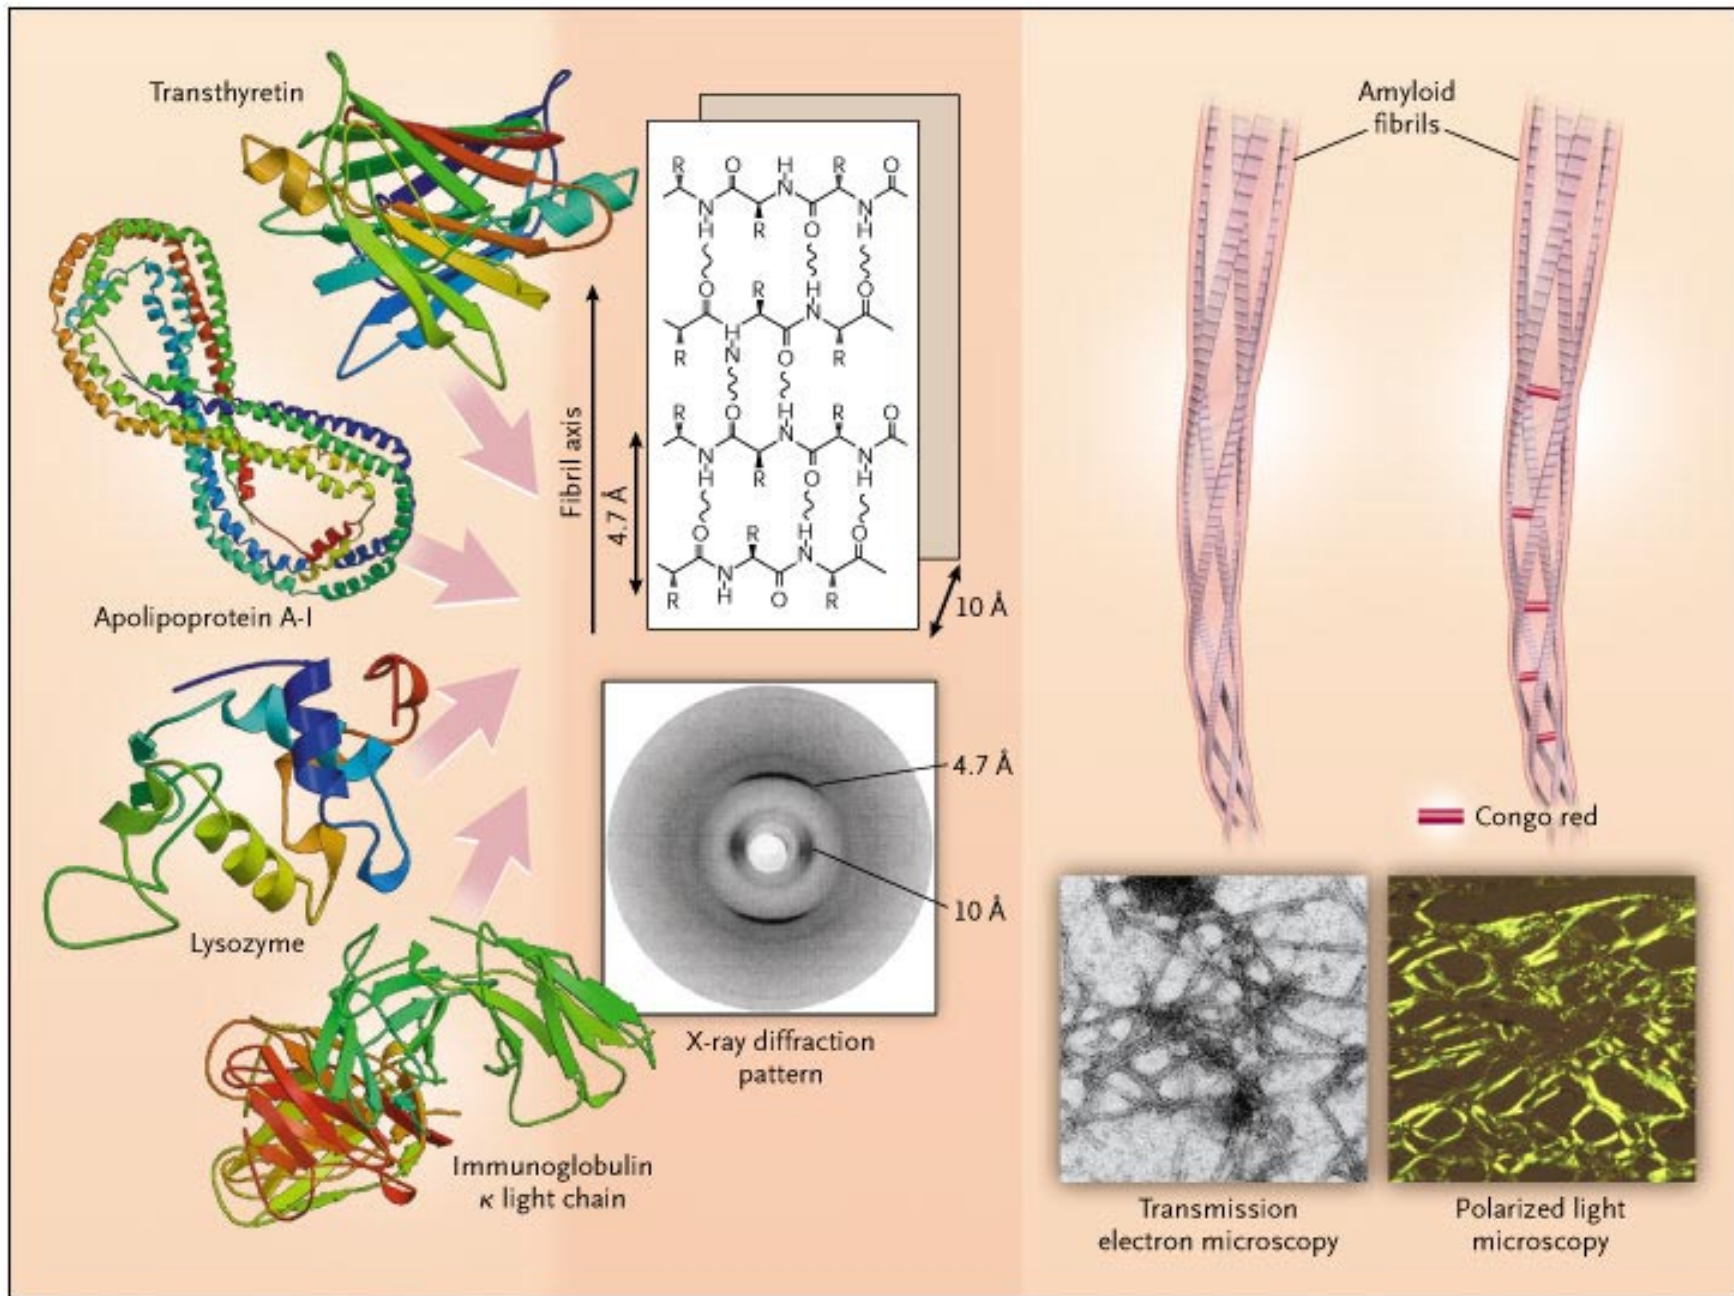 Transthyretin
Apolipoprotein A-I
Lysozyme
Immunoglobulin
κ light chain
Fibril axis
4.7 Å
R O H R O
N N N
H R O H
O H H O
R N R N
R N O R
R O H R O
N N N
H R O H
O R H O
N N
R H O R
10 Å
4.7 Å
10 Å
X-ray diffraction
pattern
Amyloid
fibrils
Congo red
Transmission
electron microscopy
Polarized light
microscopy